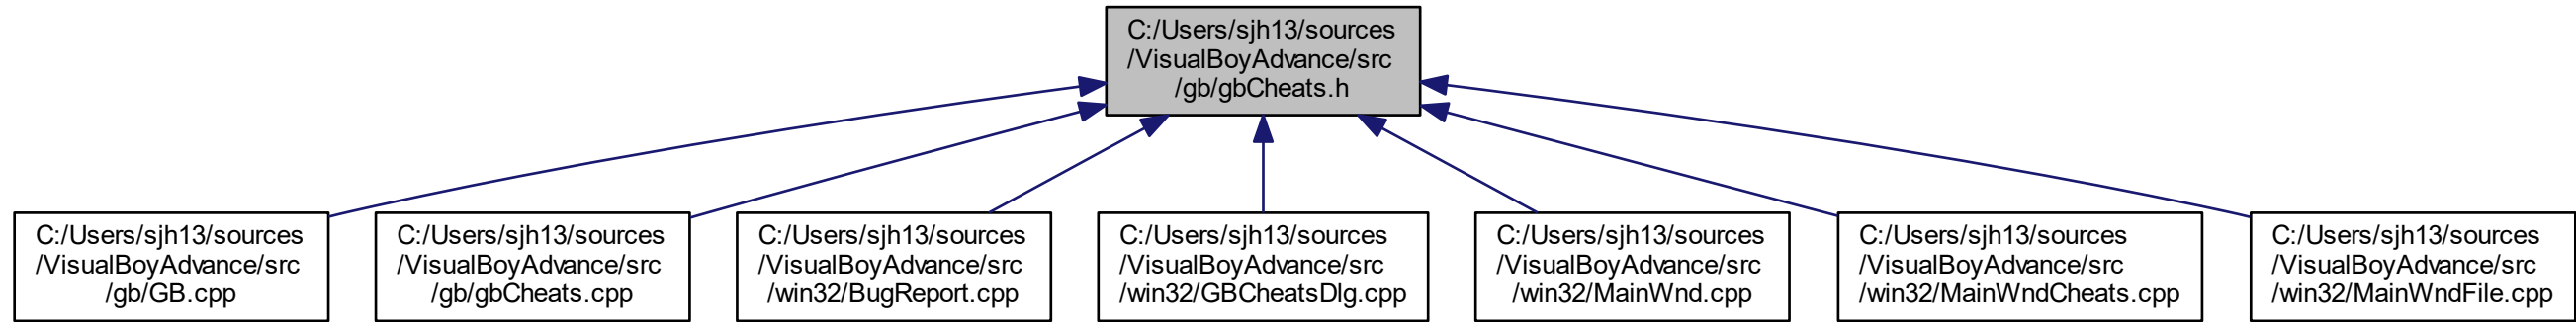 C:/Users/sjh13/sources
/VisualBoyAdvance/src
/gb/gbCheats.h
C:/Users/sjh13/sources
/VisualBoyAdvance/src
/gb/GB.cpp
C:/Users/sjh13/sources
/VisualBoyAdvance/src
/gb/gbCheats.cpp
C:/Users/sjh13/sources
/VisualBoyAdvance/src
/win32/BugReport.cpp
C:/Users/sjh13/sources
/VisualBoyAdvance/src
/win32/GBCheatsDlg.cpp
C:/Users/sjh13/sources
/VisualBoyAdvance/src
/win32/MainWnd.cpp
C:/Users/sjh13/sources
/VisualBoyAdvance/src
/win32/MainWndCheats.cpp
C:/Users/sjh13/sources
/VisualBoyAdvance/src
/win32/MainWndFile.cpp